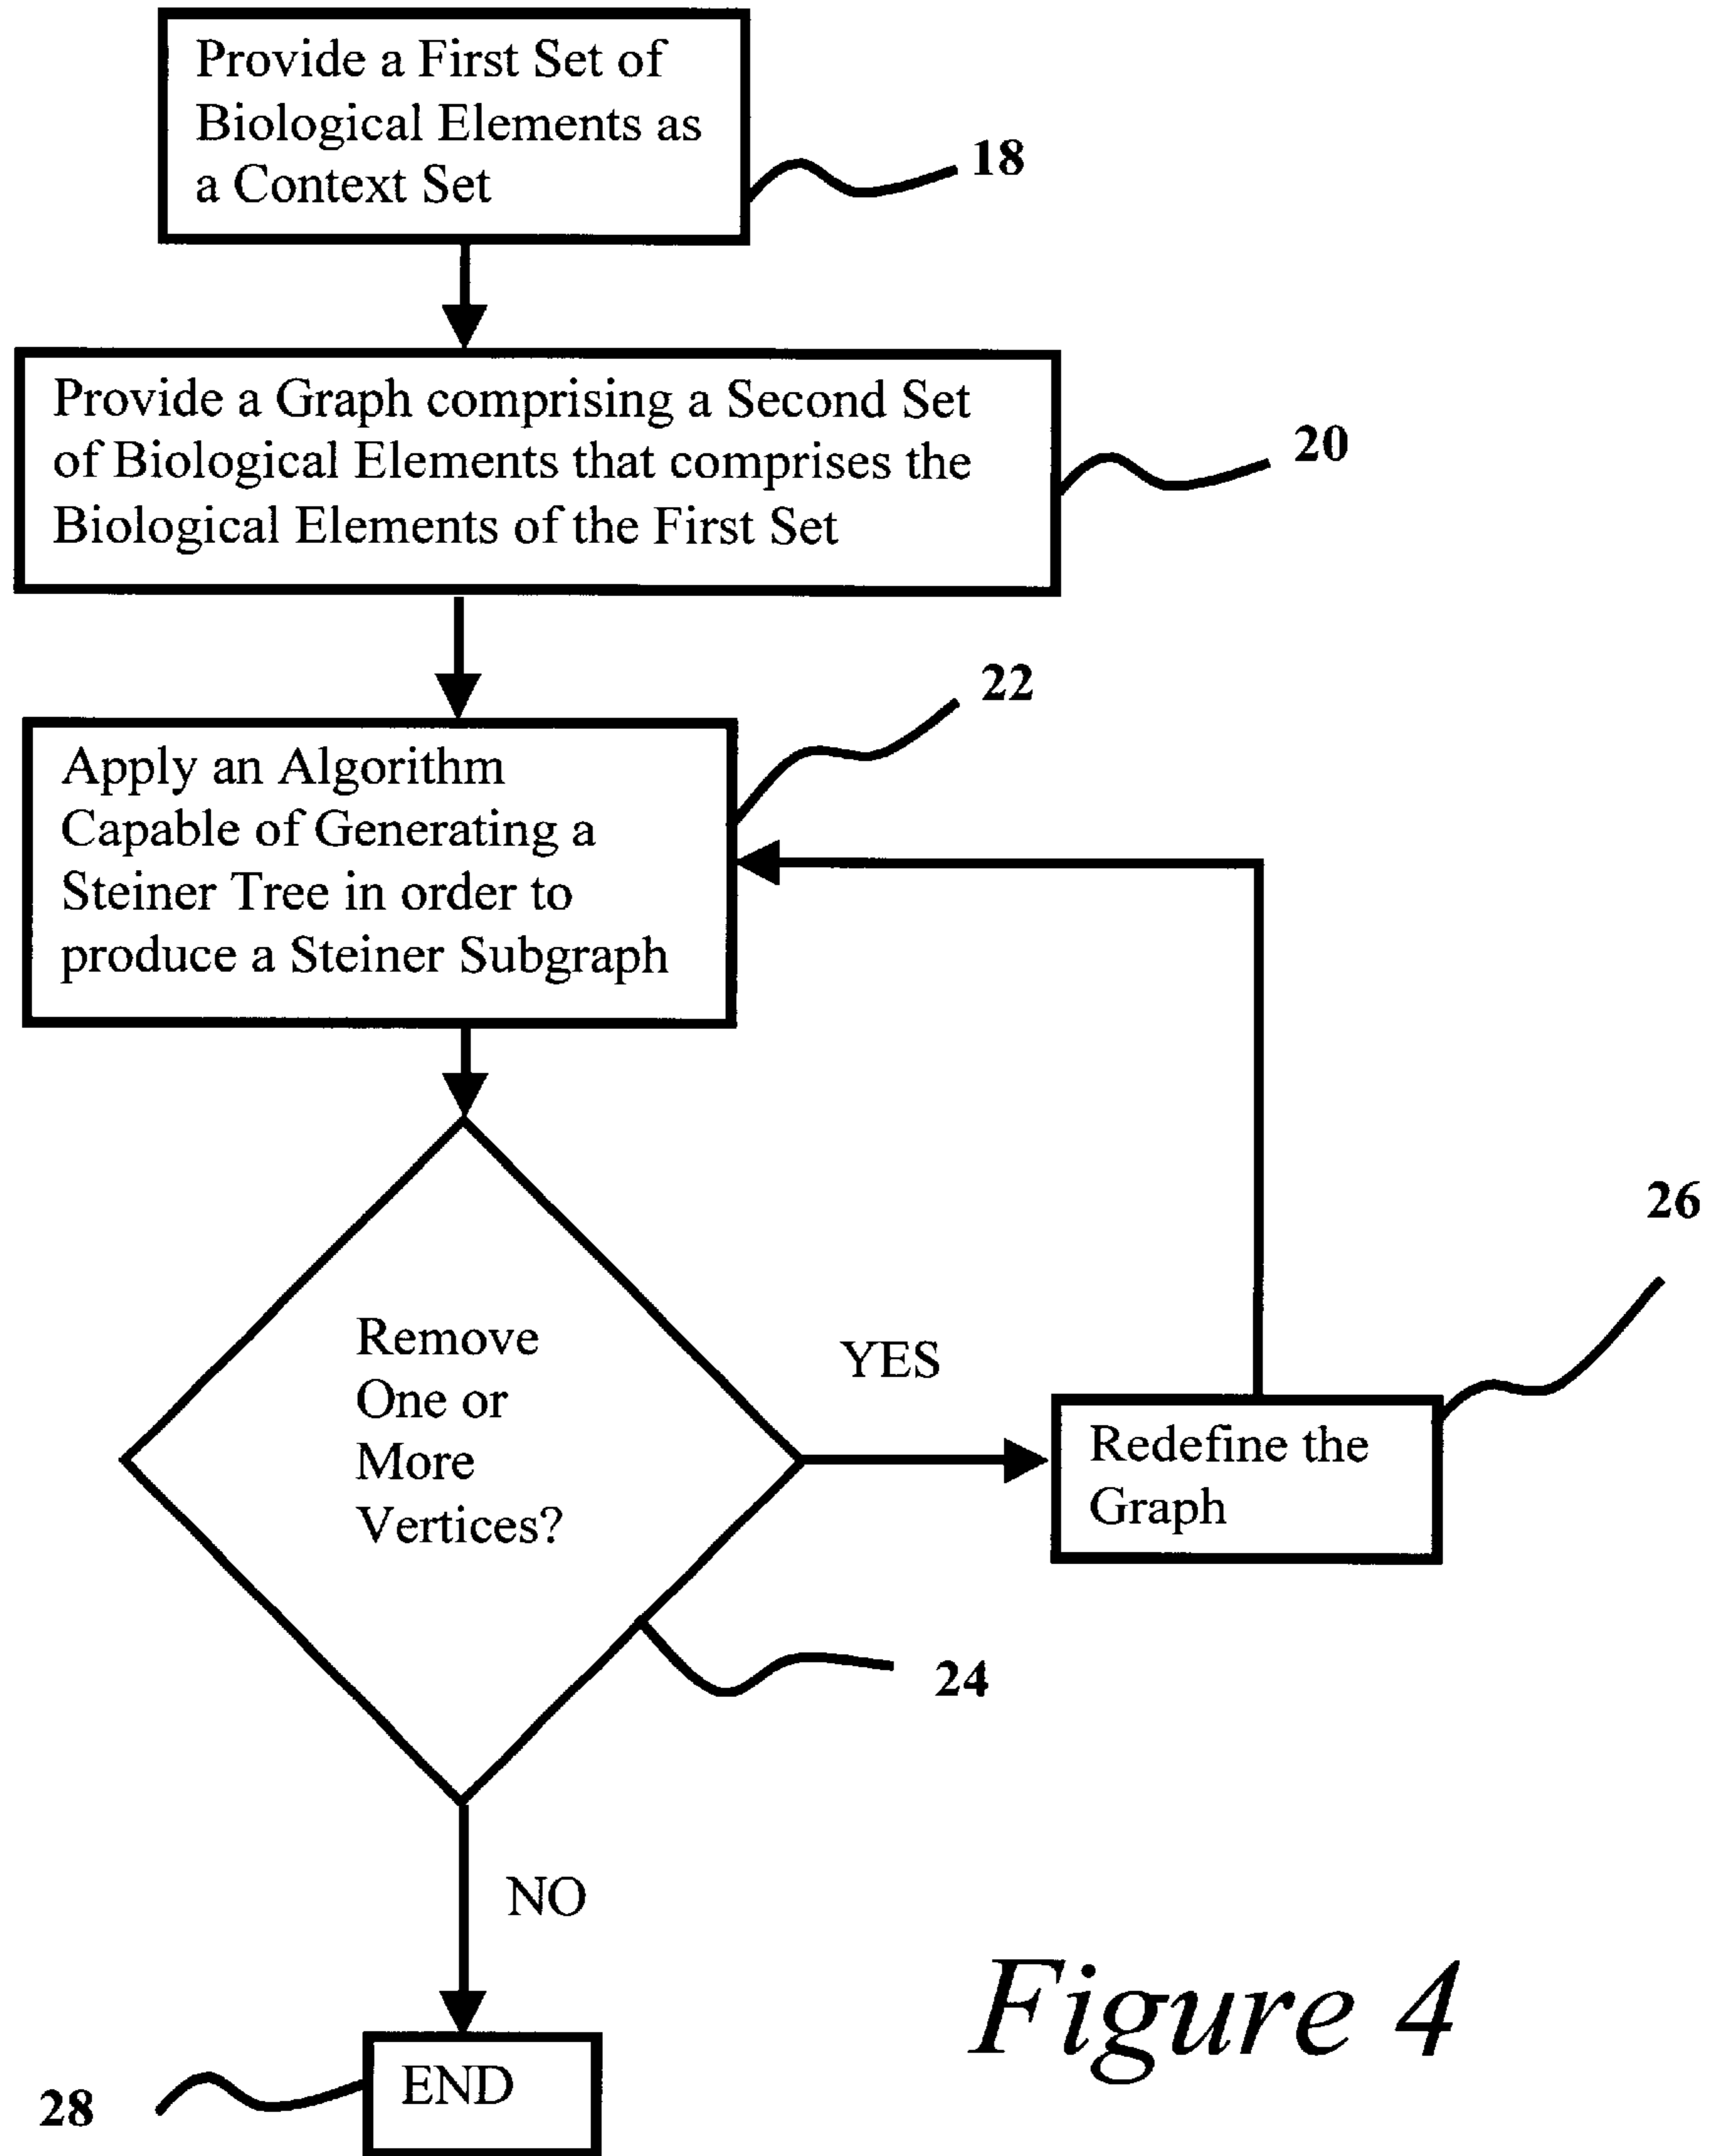 Provide a First Set of
Biological Elements as
a Context Set
18
Provide a Graph comprising a Second Set
of Biological Elements that comprises the
Biological Elements of the First Set
20
22
Apply an Algorithm
Capable of Generating a
Steiner Tree in order to
produce a Steiner Subgraph
26
Remove
One or
More
Vertices?
YES
Redefine the
Graph
24
NO
Figure 4
END
28